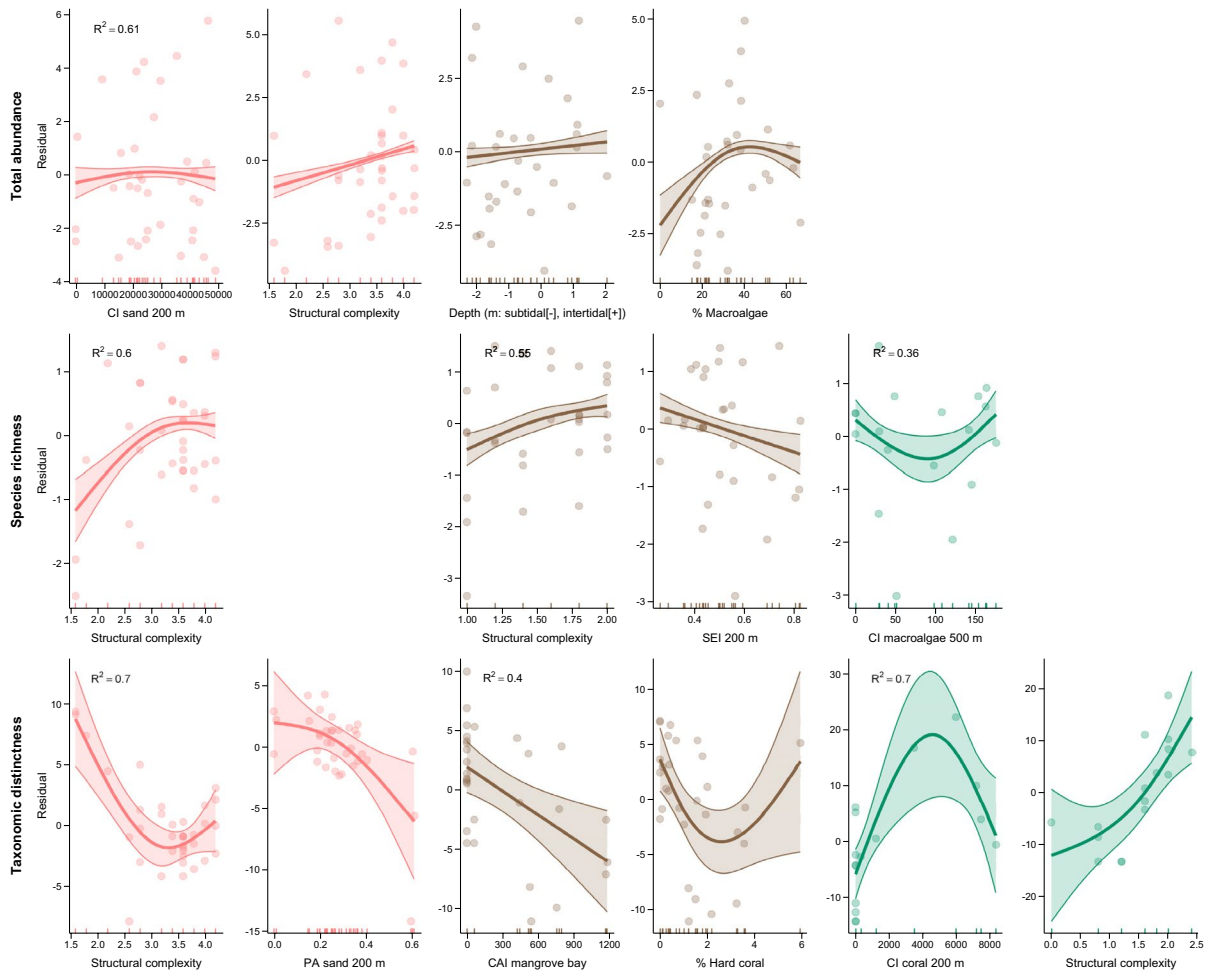 Total abundance
Residual
R² = 0.61
6
4
2
0
-2
-4
0 10000 20000 30000 40000 50000
CI sand 200 m
5.0
2.5
0.0
-2.5
1.6 2.2 2.8 3.4 4.0
Structural complexity
2.5
0.0
-2.5
-2 -1 0 1 2
Depth (m: subtidal[-], intertidal[+])
5.0
2.5
0.0
-2.5
0 20 40 60
% Macroalgae
Species richness
Residual
R² = 0.6
1
0
-1
-2
1.5 2.0 2.5 3.0 3.5 4.0
Structural complexity
R² = 0.55
1
0
-1
-2
-3
1.00 1.25 1.50 1.75 2.00
Structural complexity
1
0
-1
-2
-3
0.4 0.6 0.8
SEI 200 m
R² = 0.36
1
0
-1
-2
-3
0 50 100 150
CI macroalgae 500 m
Taxonomic distinctness
Residual
R² = 0.7
10
5
0
-5
1.5 2.0 2.5 3.0 3.5 4.0
Structural complexity
5
0
-5
-10
-15
0.0 0.2 0.4 0.6
PA sand 200 m
R² = 0.4
10
5
0
-5
-10
0 300 600 900 1200
CAI mangrove bay
10
5
0
-5
-10
0 2 4 6
% Hard coral
R² = 0.7
30
20
10
0
-10
0 2000 4000 6000 8000
CI coral 200 m
20
10
0
-10
-20
0.0 0.5 1.0 1.5 2.0 2.5
Structural complexity